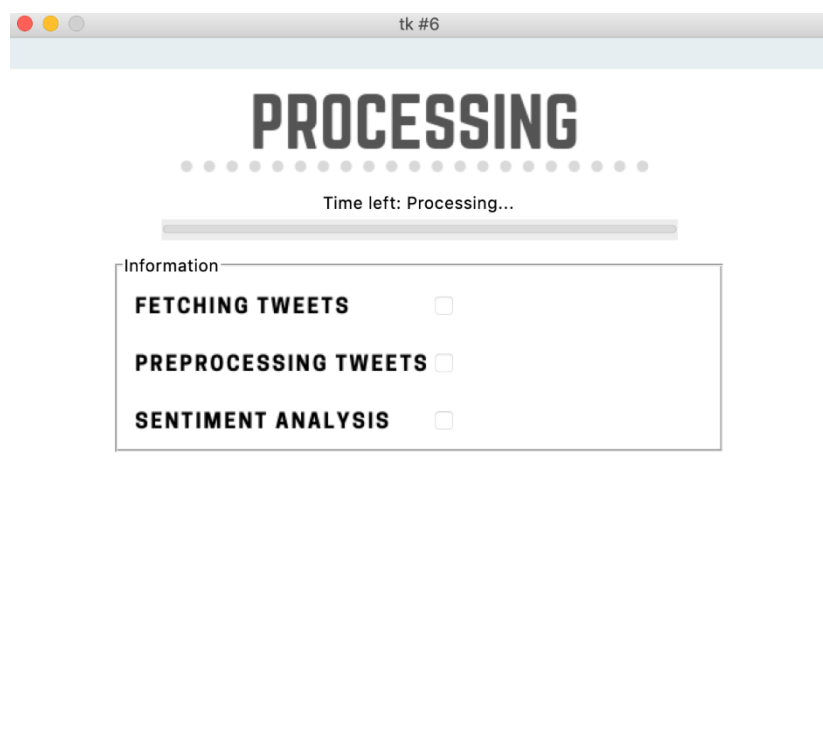 tk #6
PROCESSING
Time left: Processing...
Information
FETCHING TWEETS
PREPROCESSING TWEETS
SENTIMENT ANALYSIS